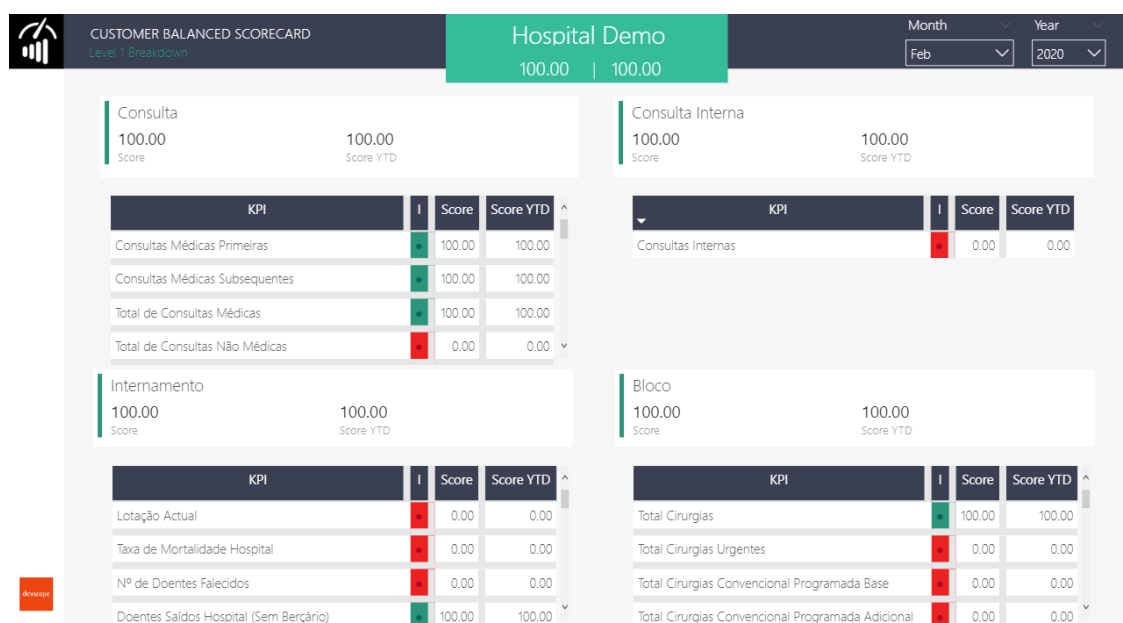 CUSTOMER BALANCED SCORECARD
Level 1 Breakdown
Hospital Demo
100.00 | 100.00
Month Year
Feb 2020
Consulta
100.00 100.00
Score Score YTD
KPI I Score Score YTD
Consultas Médicas Primeiras 100.00 100.00
Consultas Médicas Subsequentes 100.00 100.00
Total de Consultas Médicas 100.00 100.00
Total de Consultas Não Médicas 0.00 0.00
Consulta Interna
100.00 100.00
Score Score YTD
KPI I Score Score YTD
Consultas Internas 0.00 0.00
Internamento
100.00 100.00
Score Score YTD
KPI I Score Score YTD
Lotação Actual 0.00 0.00
Taxa de Mortalidade Hospital 0.00 0.00
Nº de Doentes Falecidos 0.00 0.00
Doentes Saídos Hospital (Sem Berçário) 100.00 100.00
Bloco
100.00 100.00
Score Score YTD
KPI I Score Score YTD
Total Cirurgias 100.00 100.00
Total Cirurgias Urgentes 0.00 0.00
Total Cirurgias Convencional Programada Base 0.00 0.00
Total Cirurgias Convencional Programada Adicional 0.00 0.00
devscope